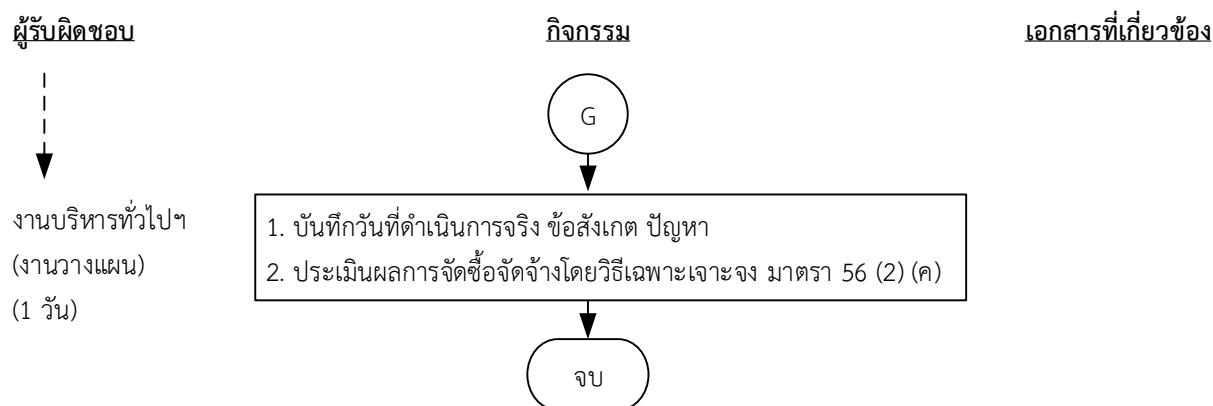 ผู้รับผิดชอบ กิจกรรม เอกสารที่เกี่ยวข้อง
G
งานบริหารทั่วไปฯ
(งานวางแผน)
(1 วัน)
1. บันทึกวันที่ดำเนินการจริง ข้อสังเกต ปัญหา
2. ประเมินผลการจัดซื้อจัดจ้างโดยวิธีเฉพาะเจาะจง มาตรา 56 (2) (ค)
จบ